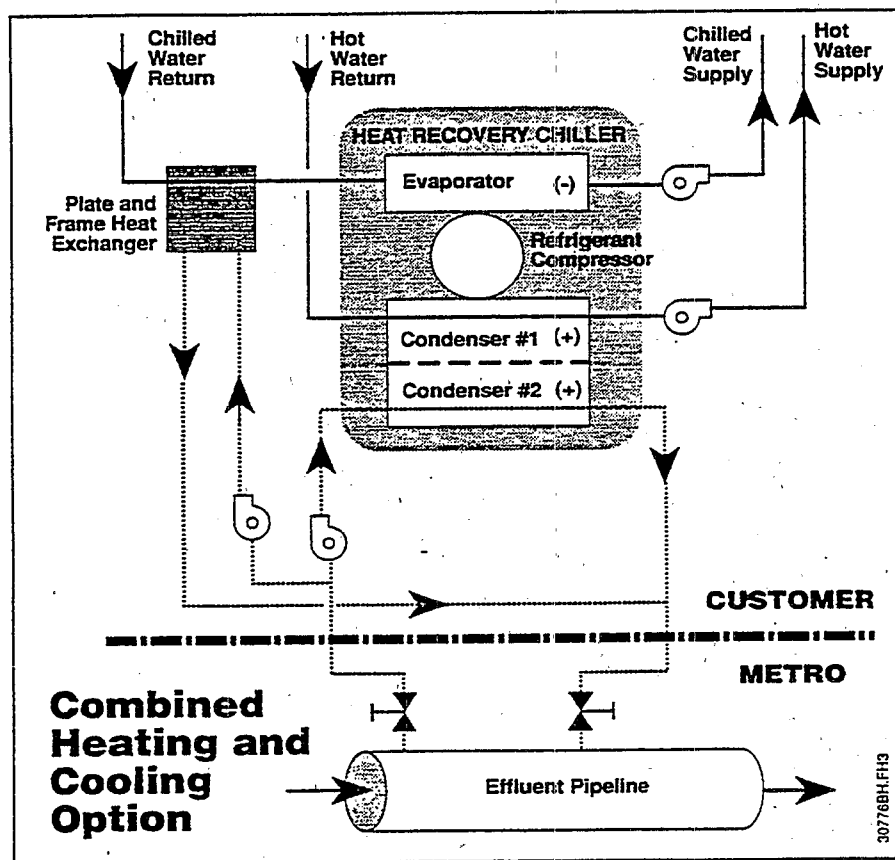 Chilled
Water
Return
Hot
Water
Return
Chilled
Water
Supply
Hot
Water
Supply
HEAT RECOVERY CHILLER
Evaporator (-)
Plate and
Frame Heat
Exchanger
Refrigerant
Compressor
Condenser #1 (+)
Condenser #2 (+)
CUSTOMER
METRO
Combined
Heating and
Cooling
Option
Effluent Pipeline
30776BH.FH3